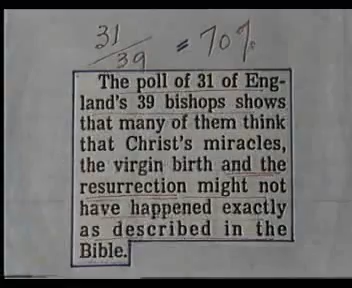 31/39 = 70%
The poll of 31 of Eng-
land's 39 bishops shows
that many of them think
that Christ's miracles,
the virgin birth and the
resurrection might not
have happened exactly
as described in the
Bible.